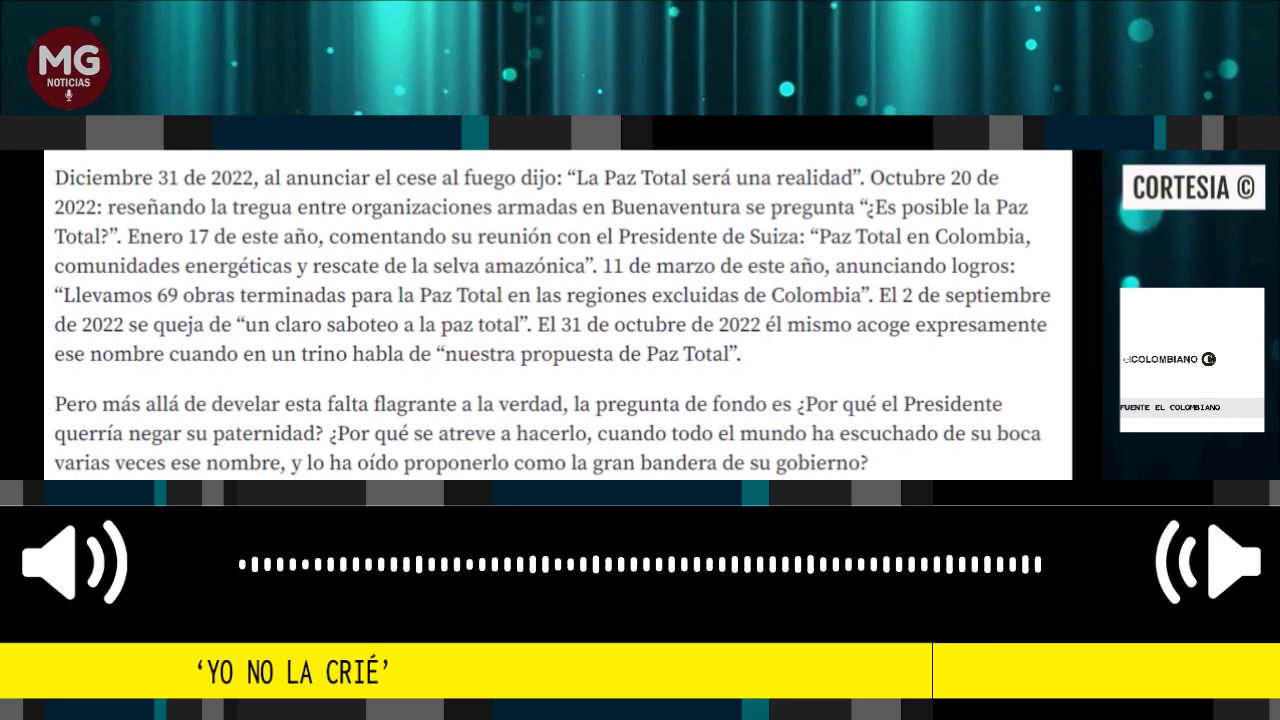 MG
NOTICIAS
Diciembre 31 de 2022, al anunciar el cese al fuego dijo: “La Paz Total será una realidad”. Octubre 20 de
2022: reseñando la tregua entre organizaciones armadas en Buenaventura se pregunta “¿Es posible la Paz
Total?”. Enero 17 de este año, comentando su reunión con el Presidente de Suiza: “Paz Total en Colombia,
comunidades energéticas y rescate de la selva amazónica”. 11 de marzo de este año, anunciando logros:
“Llevamos 69 obras terminadas para la Paz Total en las regiones excluidas de Colombia”. El 2 de septiembre
de 2022 se queja de “un claro saboteo a la paz total”. El 31 de octubre de 2022 él mismo acoge expresamente
ese nombre cuando en un trino habla de “nuestra propuesta de Paz Total”.
Pero más allá de develar esta falta flagrante a la verdad, la pregunta de fondo es ¿Por qué el Presidente
querría negar su paternidad? ¿Por qué se atreve a hacerlo, cuando todo el mundo ha escuchado de su boca
varias veces ese nombre, y lo ha oído proponerlo como la gran bandera de su gobierno?
CORTESIA ©
elCOLOMBIANO C
FUENTE EL COLOMBIANO
‘YO NO LA CRIÉ’